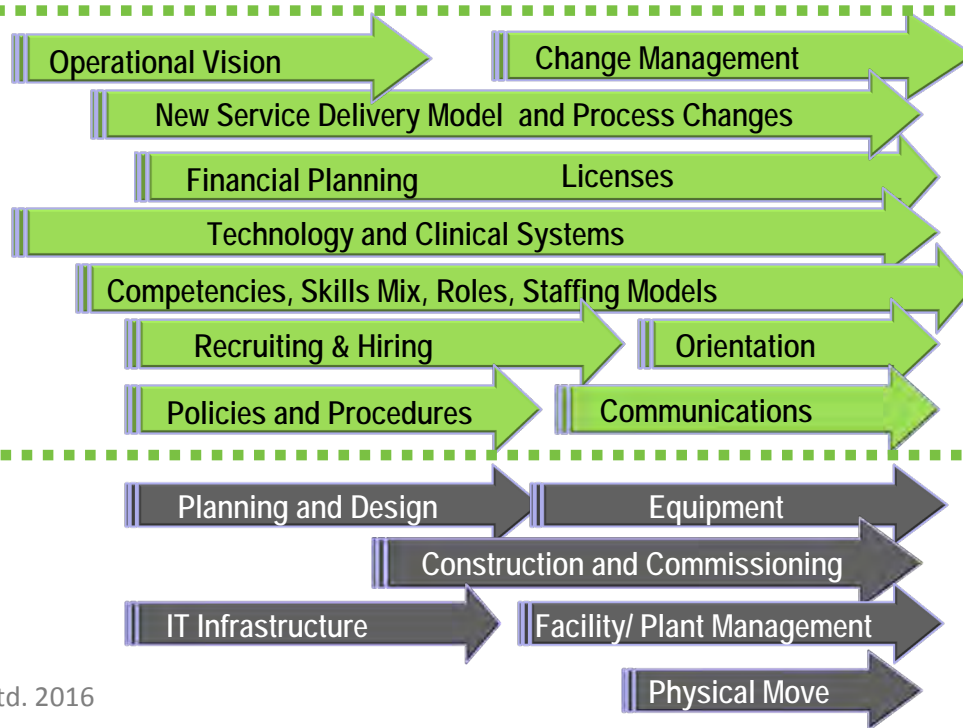 Operational Vision
Change Management
New Service Delivery Model and Process Changes
Financial Planning
Licenses
Technology and Clinical Systems
Competencies, Skills Mix, Roles, Staffing Models
Recruiting & Hiring
Orientation
Policies and Procedures
Communications
Planning and Design
Equipment
Construction and Commissioning
IT Infrastructure
Facility/ Plant Management
Physical Move
td. 2016